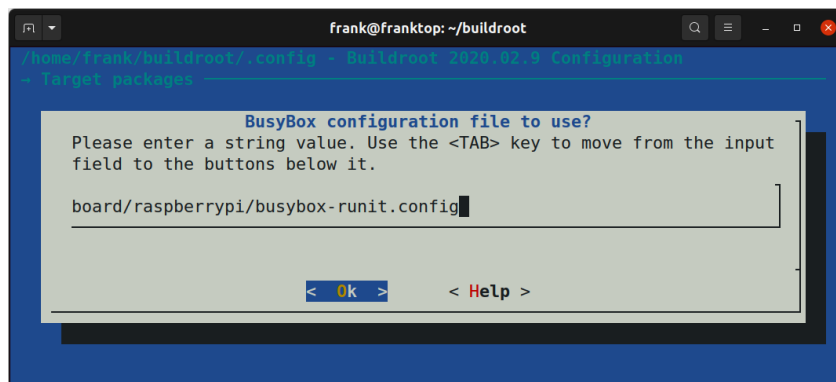 frank@franktop: ~/buildroot
/home/frank/buildroot/.config - Buildroot 2020.02.9 Configuration
→ Target packages
BusyBox configuration file to use?
Please enter a string value. Use the <TAB> key to move from the input
field to the buttons below it.
board/raspberrypi/busybox-runit.config
< Ok > < Help >